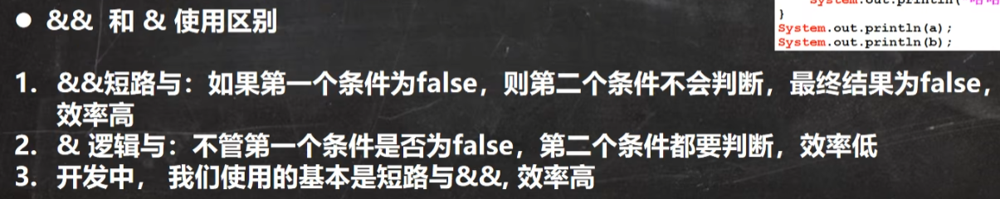 ● && 和 & 使用区别
System.out.println("哈哈
}
System.out.println(a);
System.out.println(b);
1. &&短路与：如果第一个条件为false，则第二个条件不会判断，最终结果为false，
效率高
2. & 逻辑与：不管第一个条件是否为false，第二个条件都要判断，效率低
3. 开发中， 我们使用的基本是短路与&&, 效率高